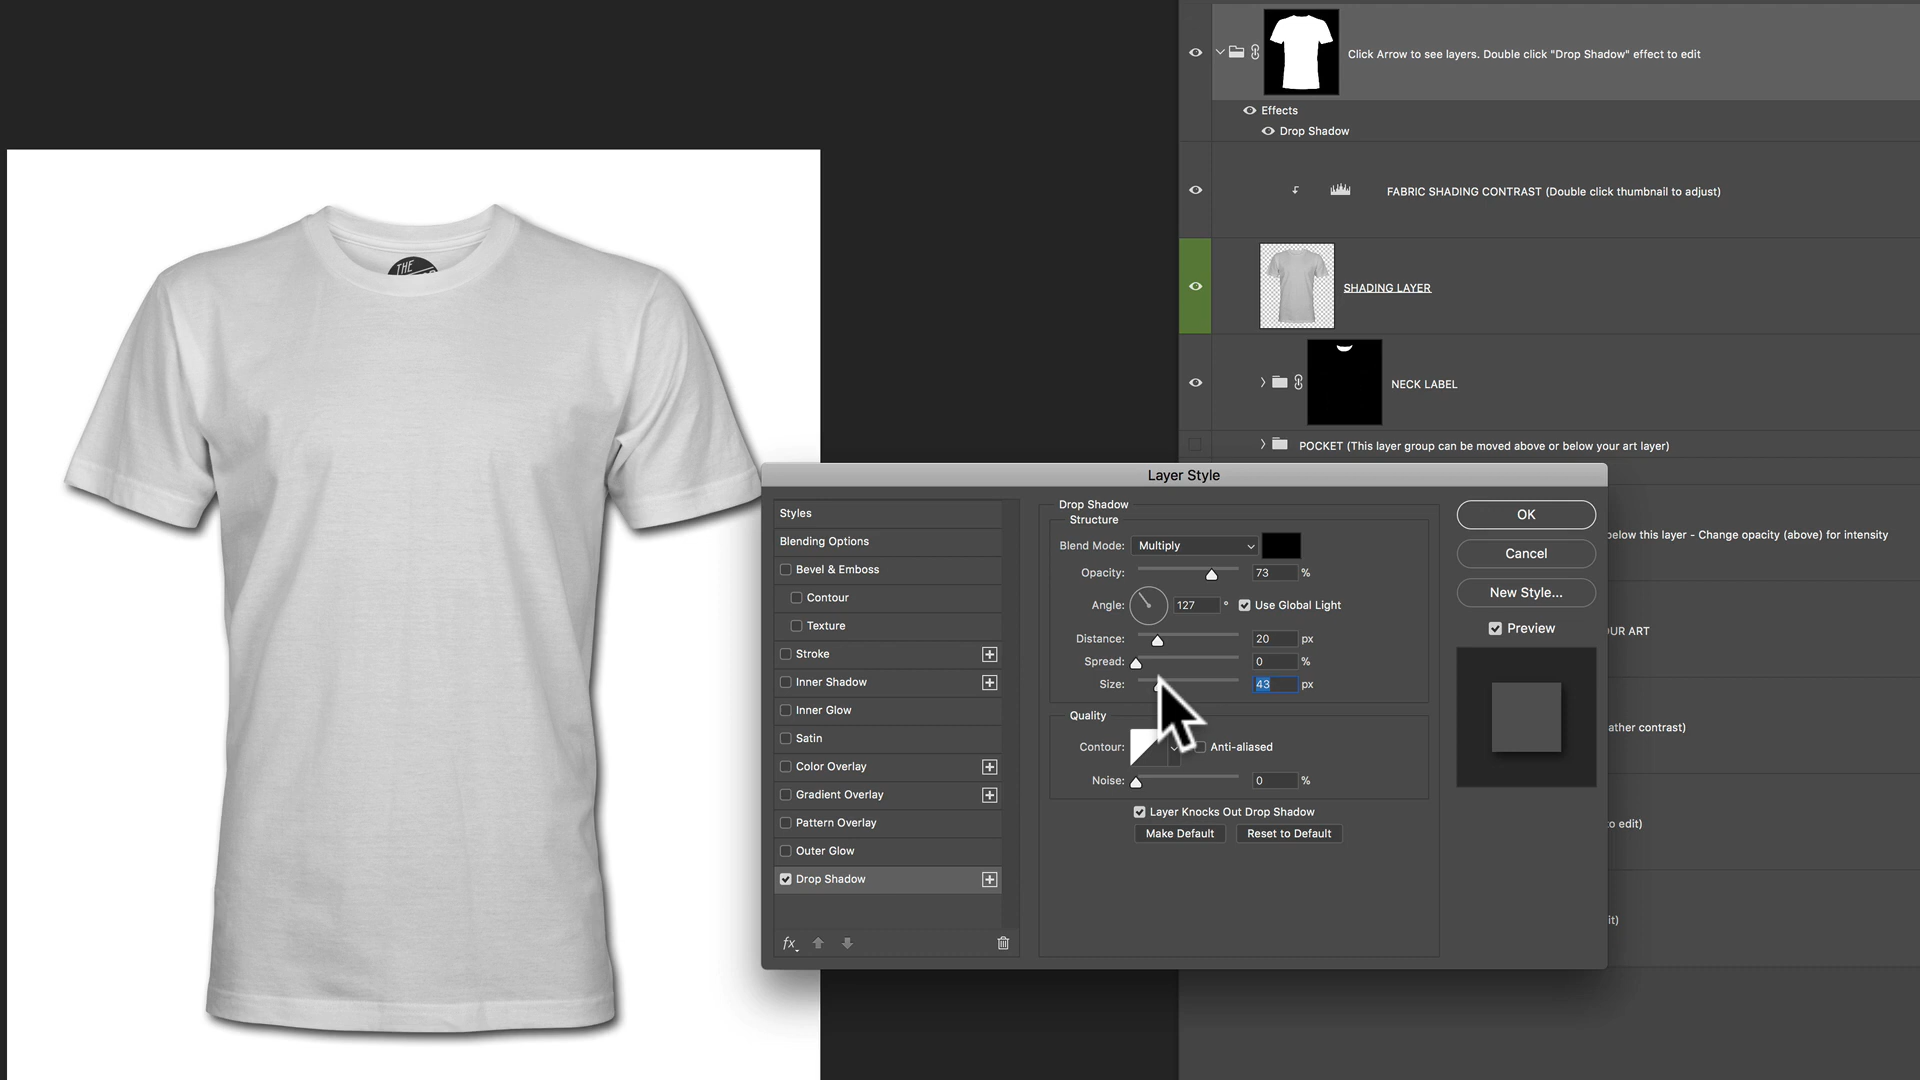 Click Arrow to see layers. Double click "Drop Shadow" effect to edit
Effects
Drop Shadow
FABRIC SHADING CONTRAST (Double click thumbnail to adjust)
SHADING LAYER
NECK LABEL
POCKET (This layer group can be moved above or below your art layer)
THE
Layer Style
Styles
Blending Options
Bevel & Emboss
Contour
Texture
Stroke
Inner Shadow
Inner Glow
Satin
Color Overlay
Gradient Overlay
Pattern Overlay
Outer Glow
Drop Shadow
fx
Drop Shadow
Structure
Blend Mode: Multiply
Opacity: 73 %
Angle: 127 ° Use Global Light
Distance: 20 px
Spread: 0 %
Size: 43 px
Quality
Contour: Anti-aliased
Noise: 0 %
Layer Knocks Out Drop Shadow
Make Default Reset to Default
OK
Cancel
New Style...
Preview
elow this layer - Change opacity (above) for intensity
OUR ART
ather contrast)
to edit)
it)